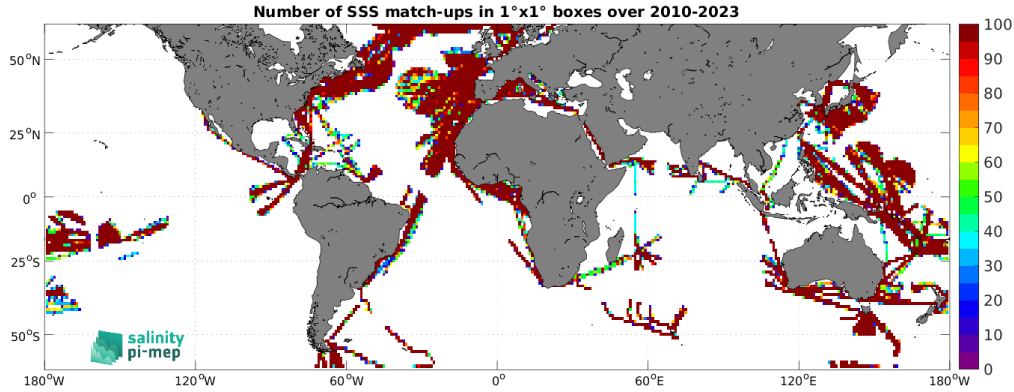 Number of SSS match-ups in 1°x1° boxes over 2010-2023
100
90
80
70
60
50
40
30
20
10
0
50°N
25°N
0°
25°S
50°S
salinity
pi-mep
180°W
120°W
60°W
0°
60°E
120°E
180°W